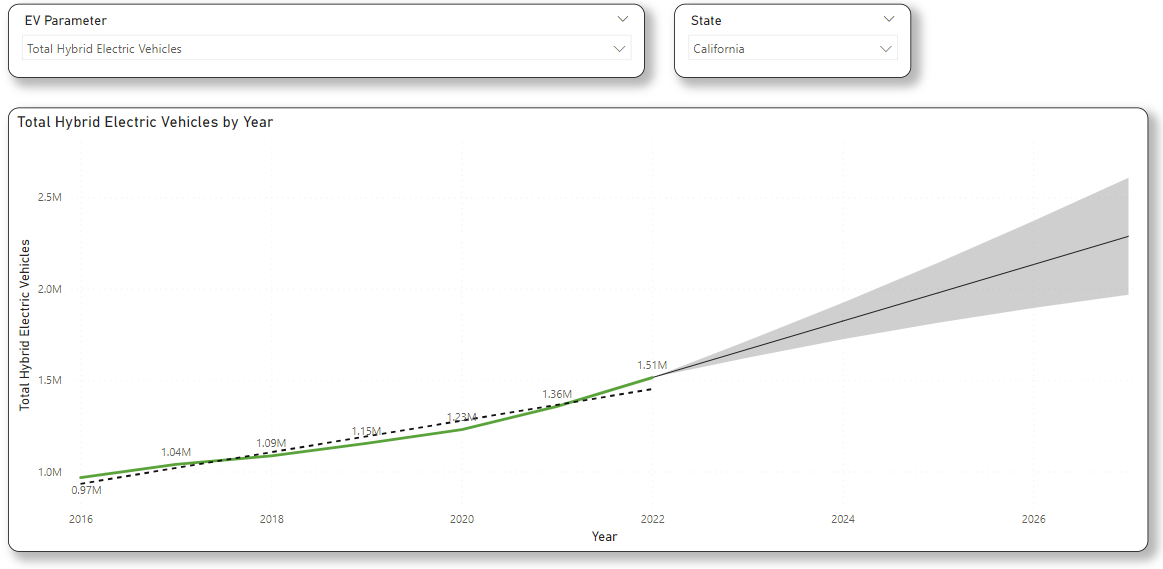 EV Parameter
Total Hybrid Electric Vehicles
State
California
Total Hybrid Electric Vehicles by Year
Total Hybrid Electric Vehicles
2.5M
2.0M
1.5M
1.0M
0.97M
1.04M
1.09M
1.15M
1.23M
1.36M
1.51M
2016
2018
2020
2022
2024
2026
Year